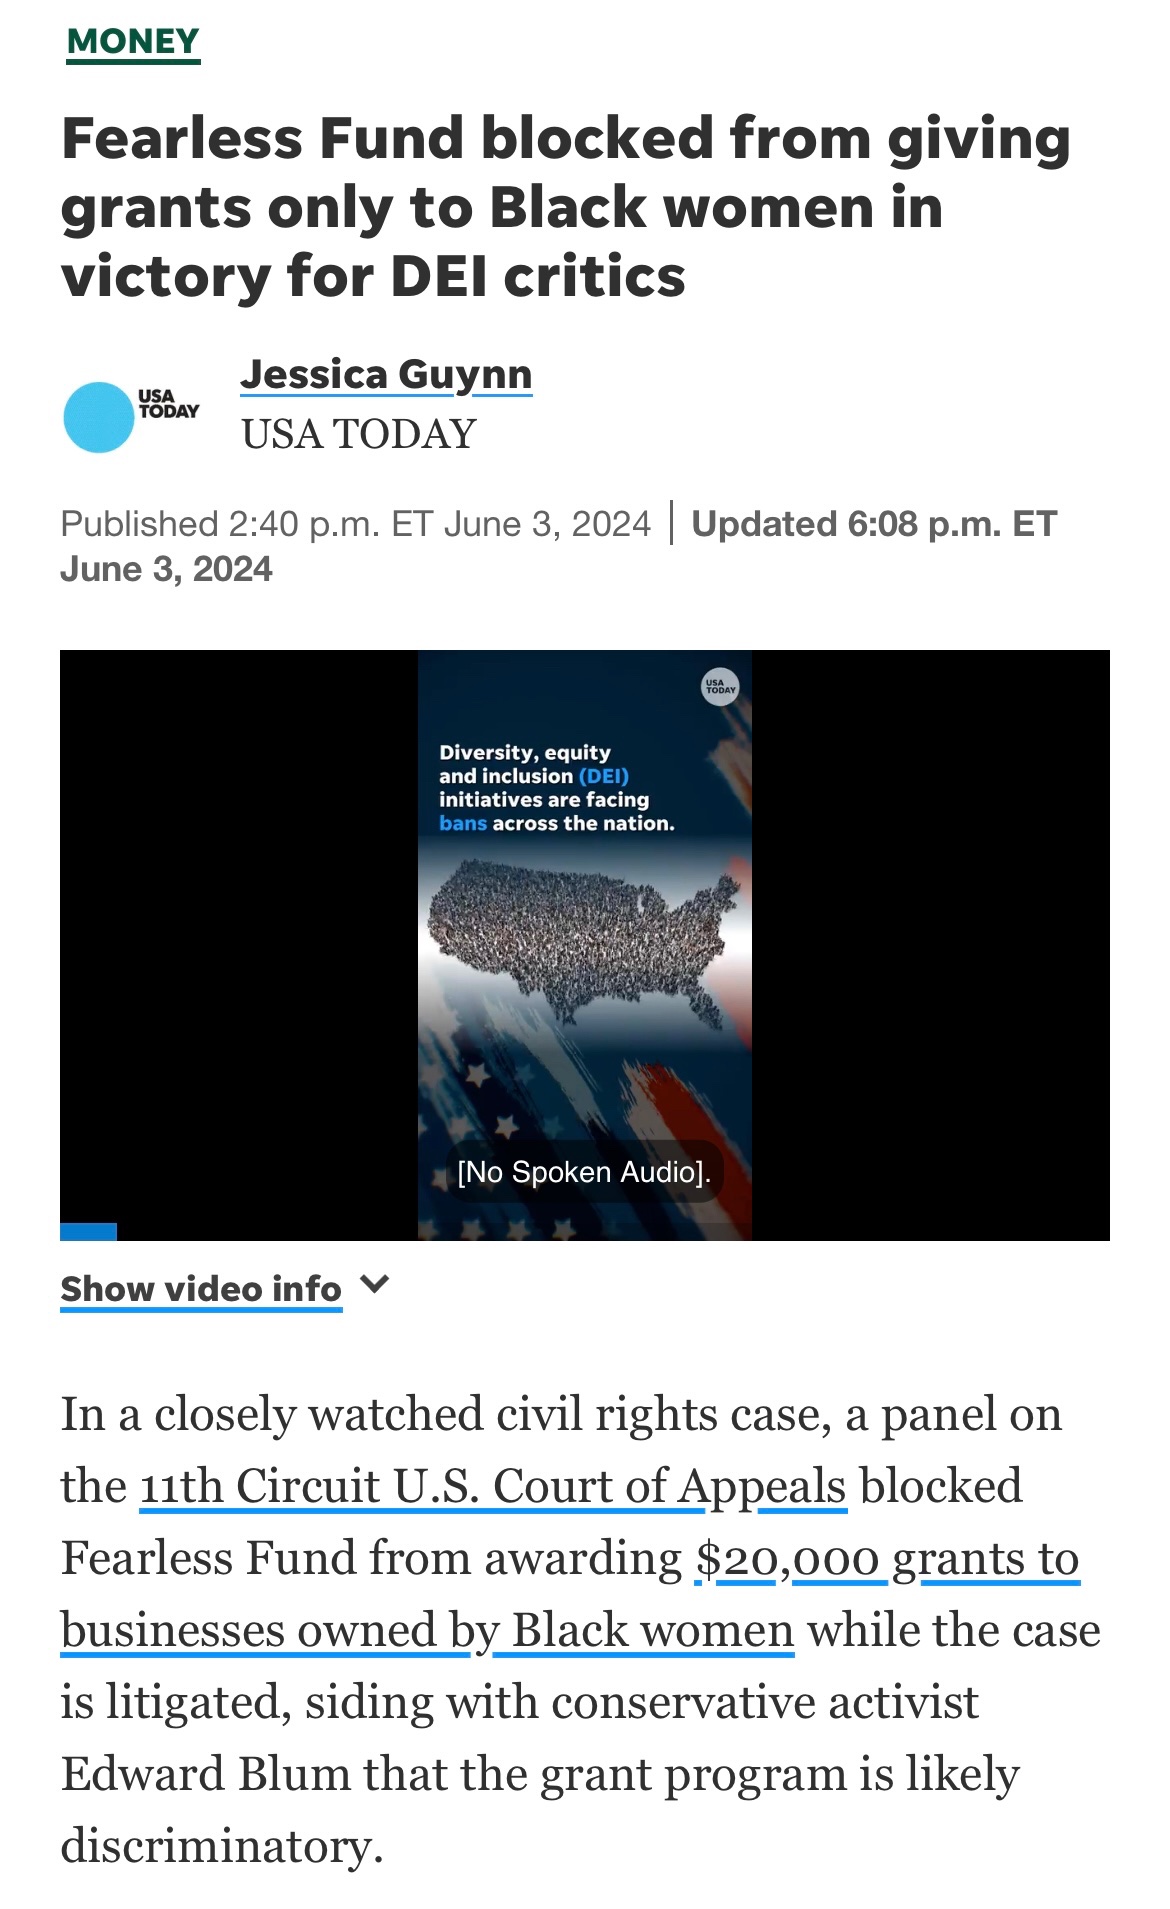 MONEY
Fearless Fund blocked from giving
grants only to Black women in
victory for DEI critics
USA
TODAY
Jessica Guynn
USA TODAY
Published 2:40 p.m. ET June 3, 2024 | Updated 6:08 p.m. ET
June 3, 2024
USA
TODAY
Diversity, equity
and inclusion (DEI)
initiatives are facing
bans across the nation.
[No Spoken Audio].
Show video info
In a closely watched civil rights case, a panel on
the 11th Circuit U.S. Court of Appeals blocked
Fearless Fund from awarding $20,000 grants to
businesses owned by Black women while the case
is litigated, siding with conservative activist
Edward Blum that the grant program is likely
discriminatory.